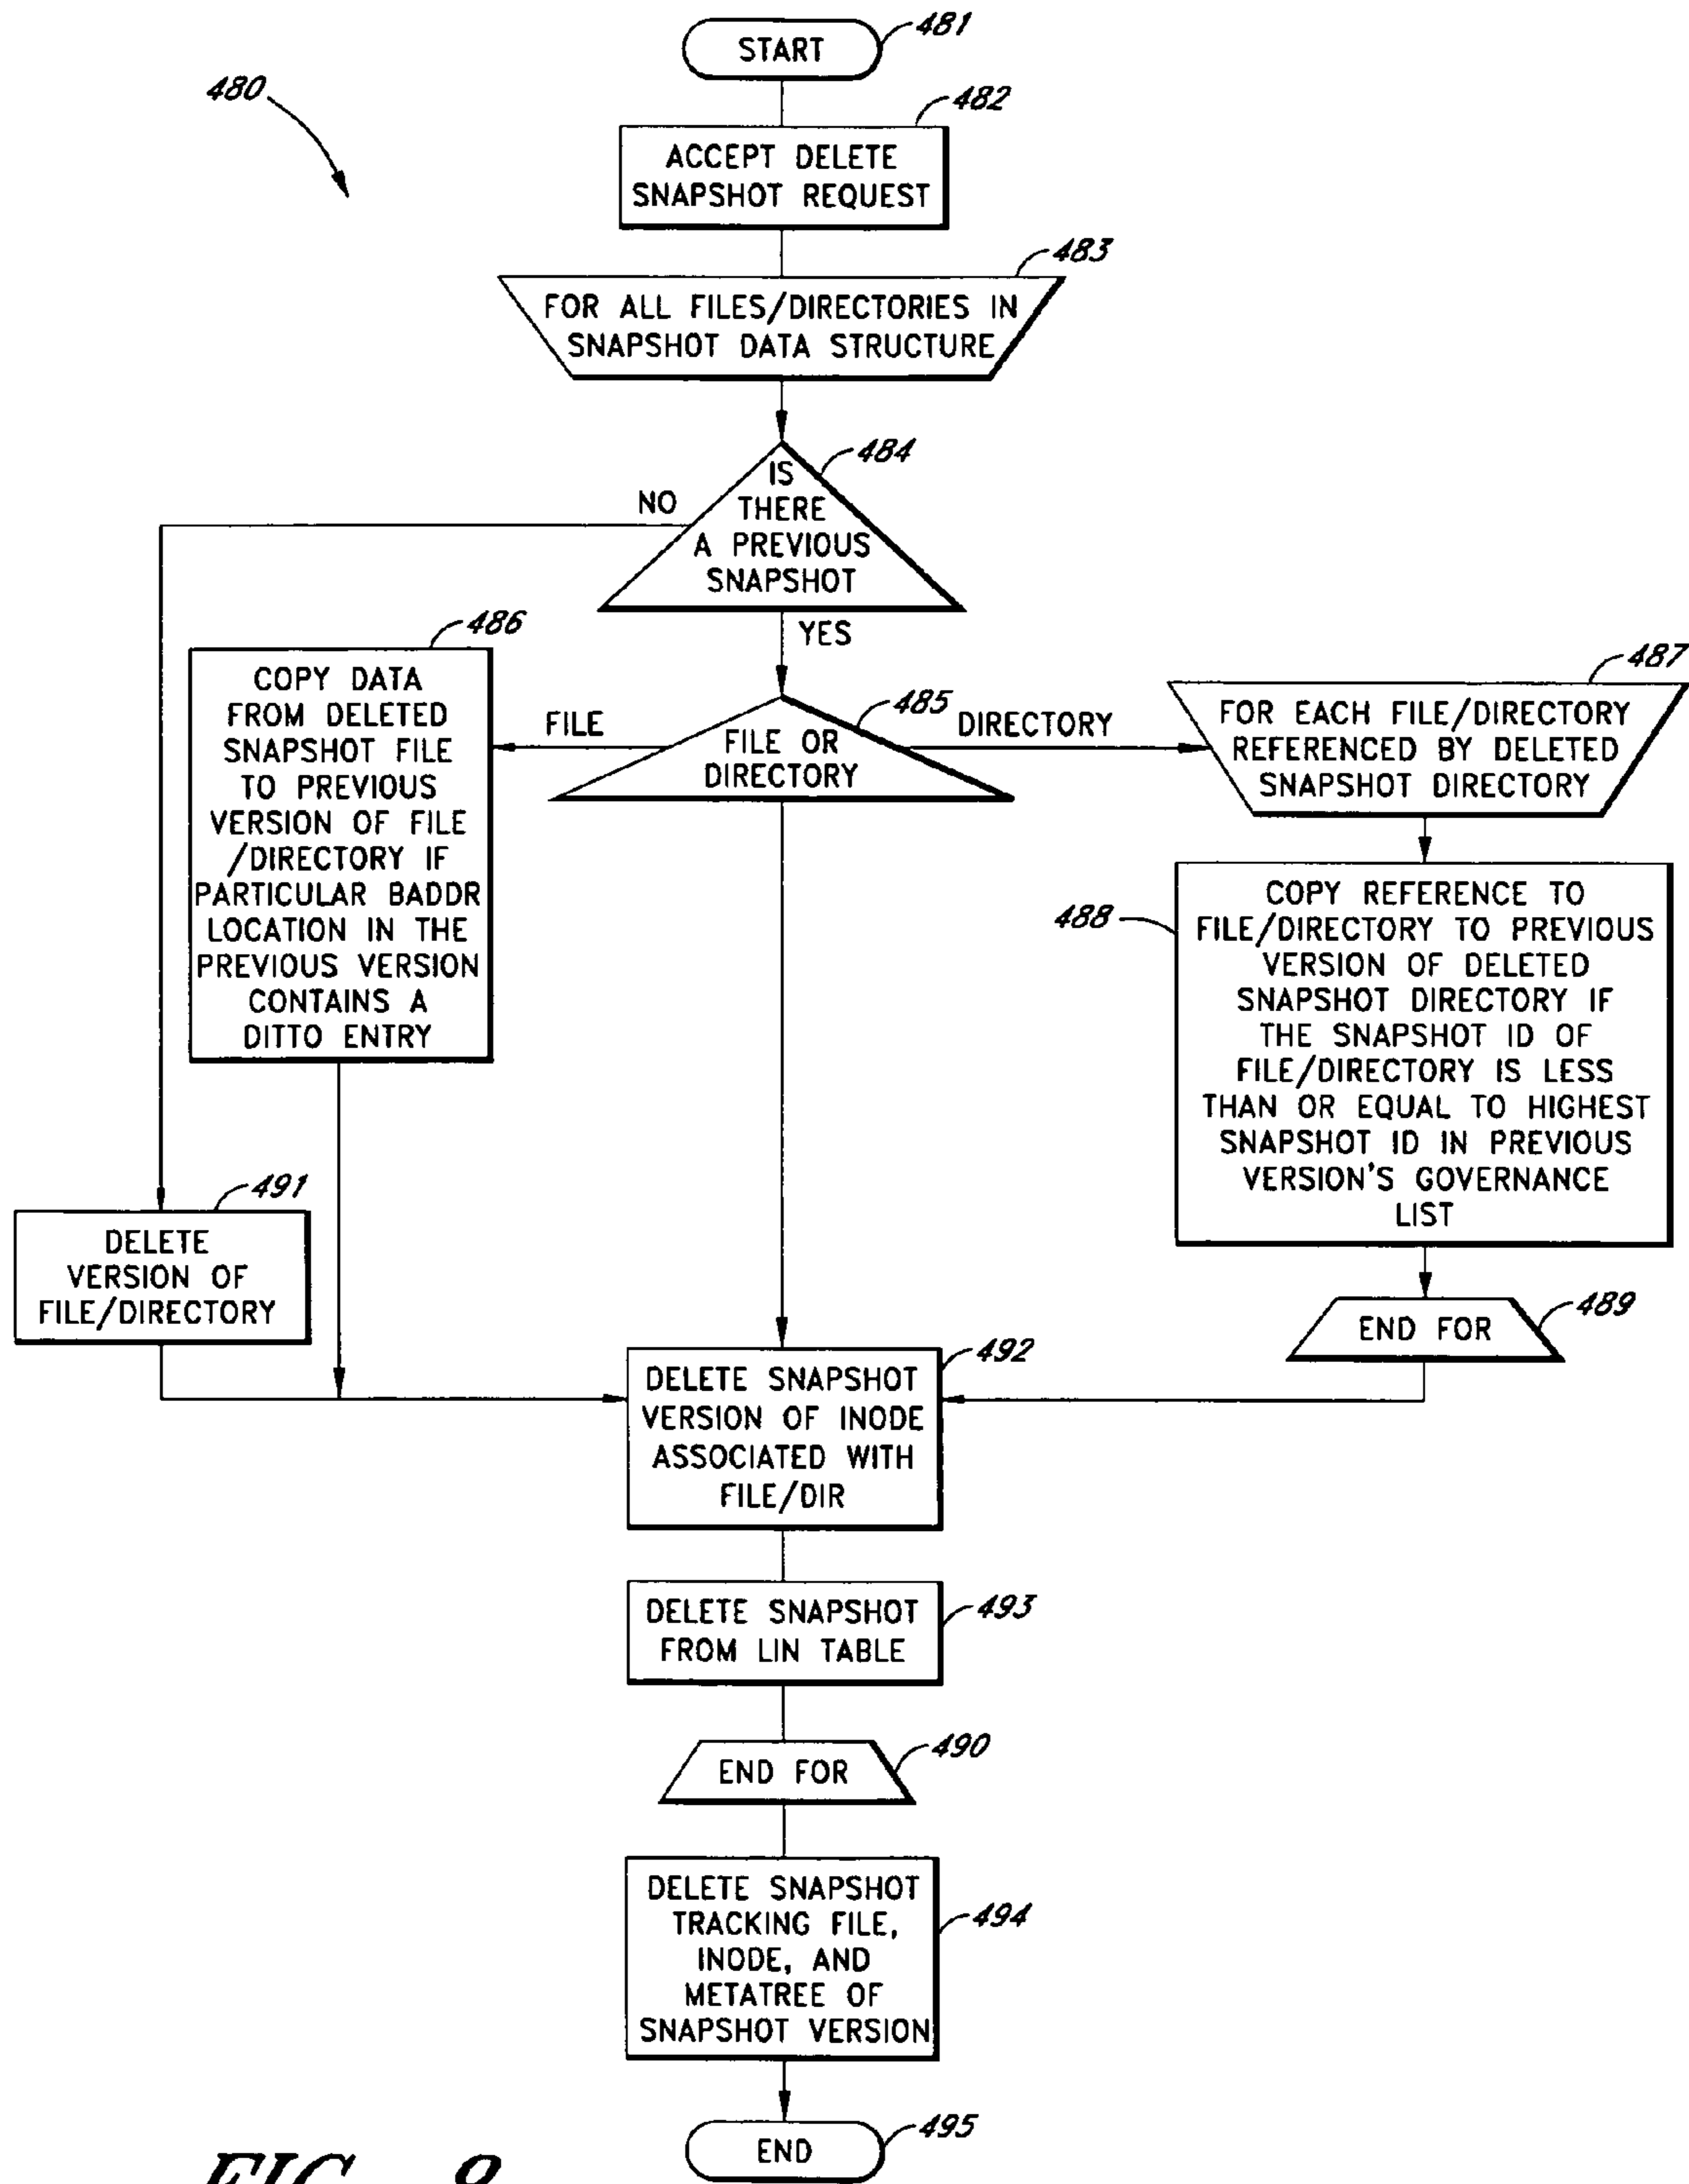 START
481
480
482
ACCEPT DELETE
SNAPSHOT REQUEST
483
FOR ALL FILES/DIRECTORIES IN
SNAPSHOT DATA STRUCTURE
484
IS
THERE
A PREVIOUS
SNAPSHOT
NO
YES
486
COPY DATA
FROM DELETED
SNAPSHOT FILE
TO PREVIOUS
VERSION OF FILE
/DIRECTORY IF
PARTICULAR BADDR
LOCATION IN THE
PREVIOUS VERSION
CONTAINS A
DITTO ENTRY
FILE
485
FILE OR
DIRECTORY
DIRECTORY
487
FOR EACH FILE/DIRECTORY
REFERENCED BY DELETED
SNAPSHOT DIRECTORY
488
COPY REFERENCE TO
FILE/DIRECTORY TO PREVIOUS
VERSION OF DELETED
SNAPSHOT DIRECTORY IF
THE SNAPSHOT ID OF
FILE/DIRECTORY IS LESS
THAN OR EQUAL TO HIGHEST
SNAPSHOT ID IN PREVIOUS
VERSION'S GOVERNANCE
LIST
491
DELETE
VERSION OF
FILE/DIRECTORY
489
END FOR
492
DELETE SNAPSHOT
VERSION OF INODE
ASSOCIATED WITH
FILE/DIR
493
DELETE SNAPSHOT
FROM LIN TABLE
490
END FOR
DELETE SNAPSHOT
TRACKING FILE,
INODE, AND
METATREE OF
SNAPSHOT VERSION
494
END
495